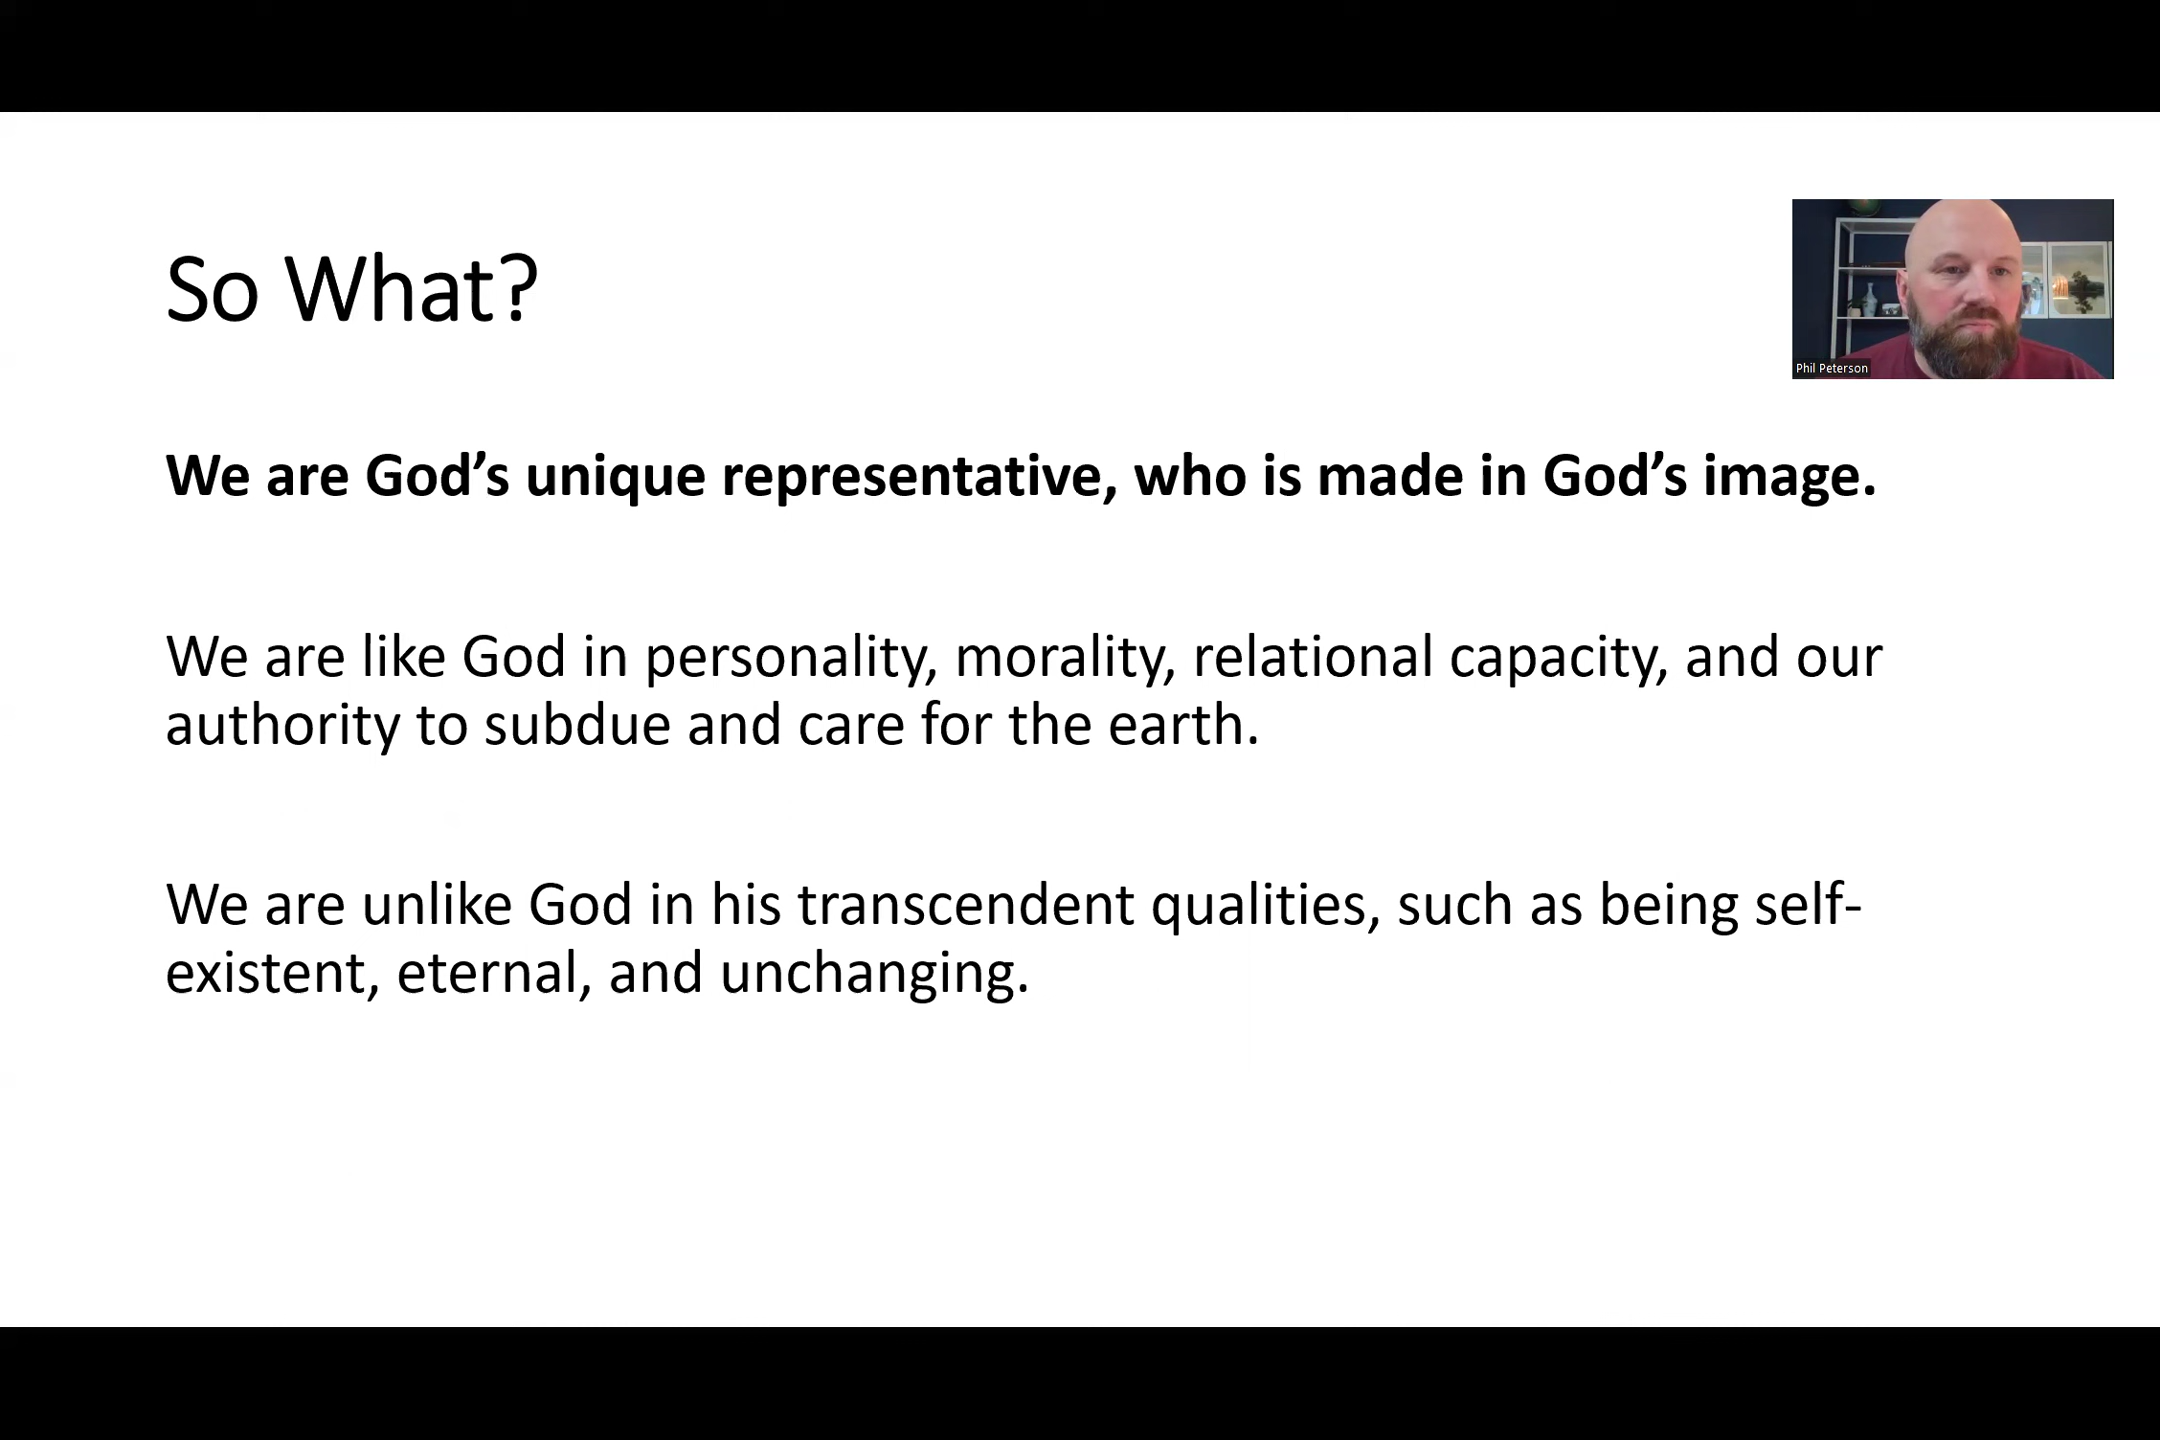 So What?
Phil Peterson
We are God’s unique representative, who is made in God’s image.
We are like God in personality, morality, relational capacity, and our
authority to subdue and care for the earth.
We are unlike God in his transcendent qualities, such as being self-
existent, eternal, and unchanging.